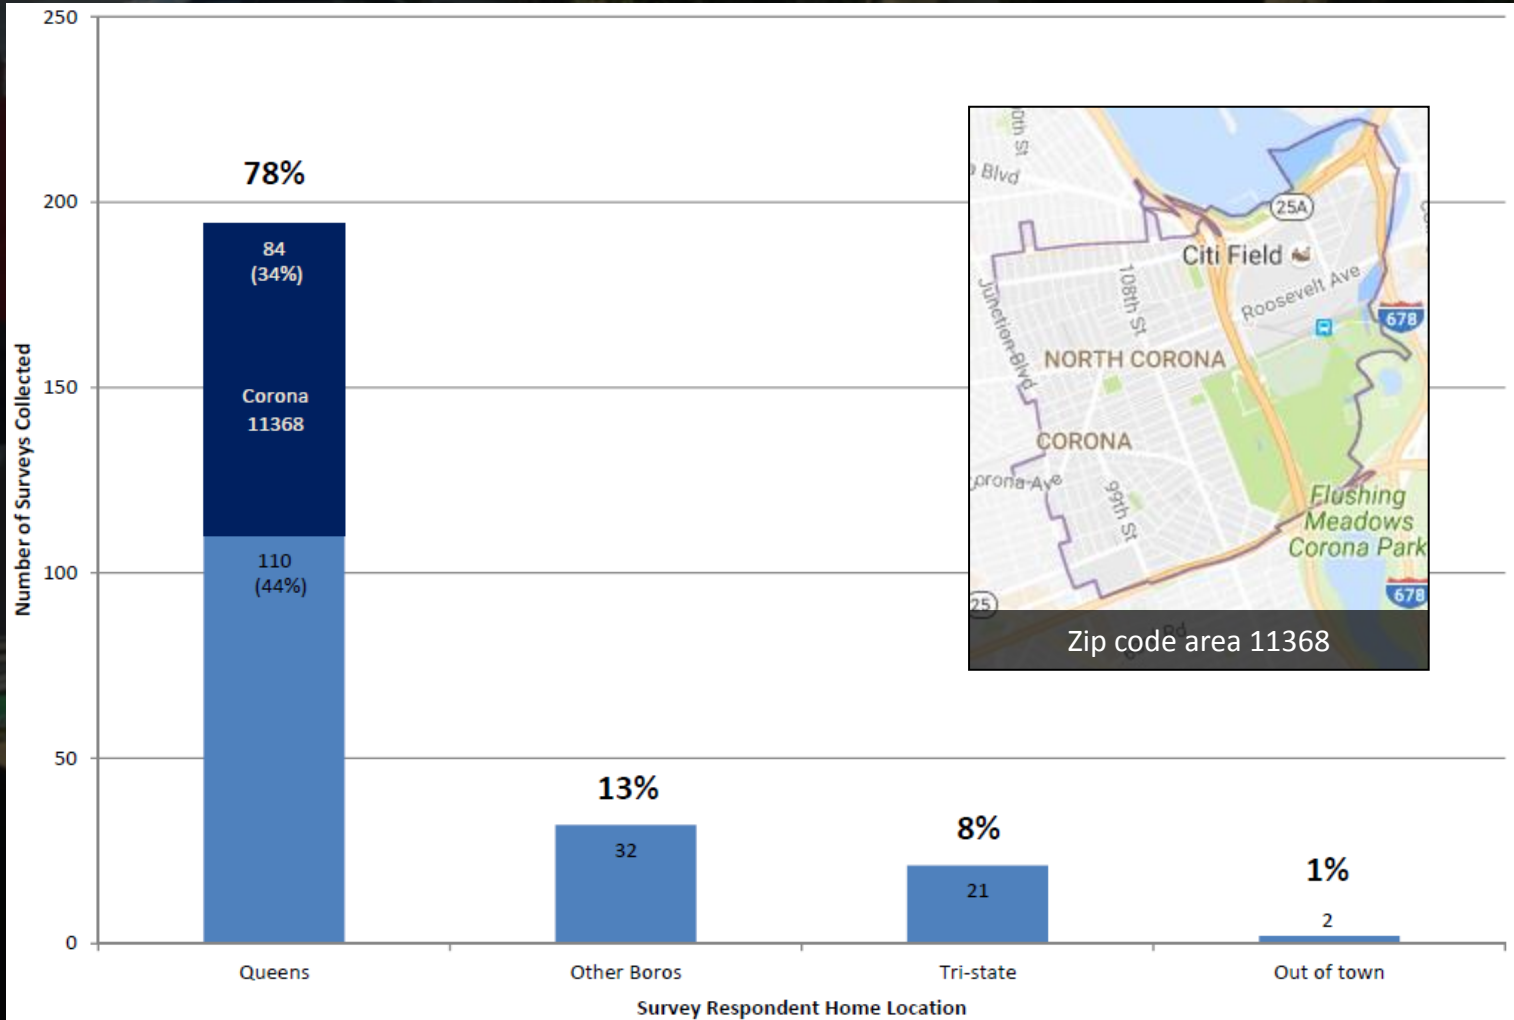 250
200
150
100
50
0
Number of Surveys Collected
78%
84
(34%)
Corona
11368
110
(44%)
13%
32
8%
21
1%
2
Queens
Other Boros
Tri-state
Out of town
Survey Respondent Home Location
Blvd
25A
Citi Field
108th St
Roosevelt Ave
Junction Blvd
678
NORTH CORONA
CORONA
99th St
Flushing
Meadows
Corona Park
678
25
Zip code area 11368